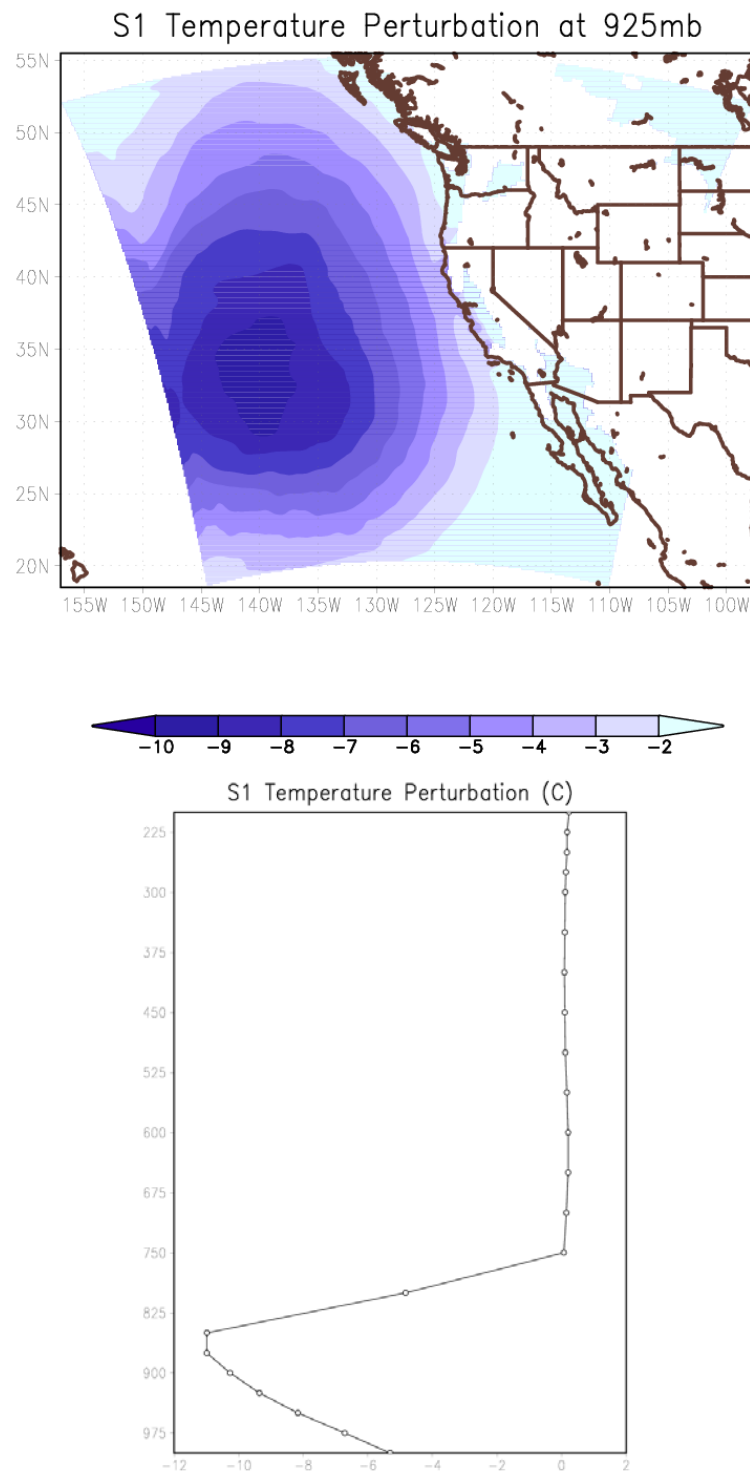 S1 Temperature Perturbation at 925mb
55N
50N
45N
40N
35N
30N
25N
20N
155W 150W 145W 140W 135W 130W 125W 120W 115W 110W 105W 100W
-10 -9 -8 -7 -6 -5 -4 -3 -2
S1 Temperature Perturbation (C)
225
300
375
450
525
600
675
750
825
900
975
-12 -10 -8 -6 -4 -2 0 2